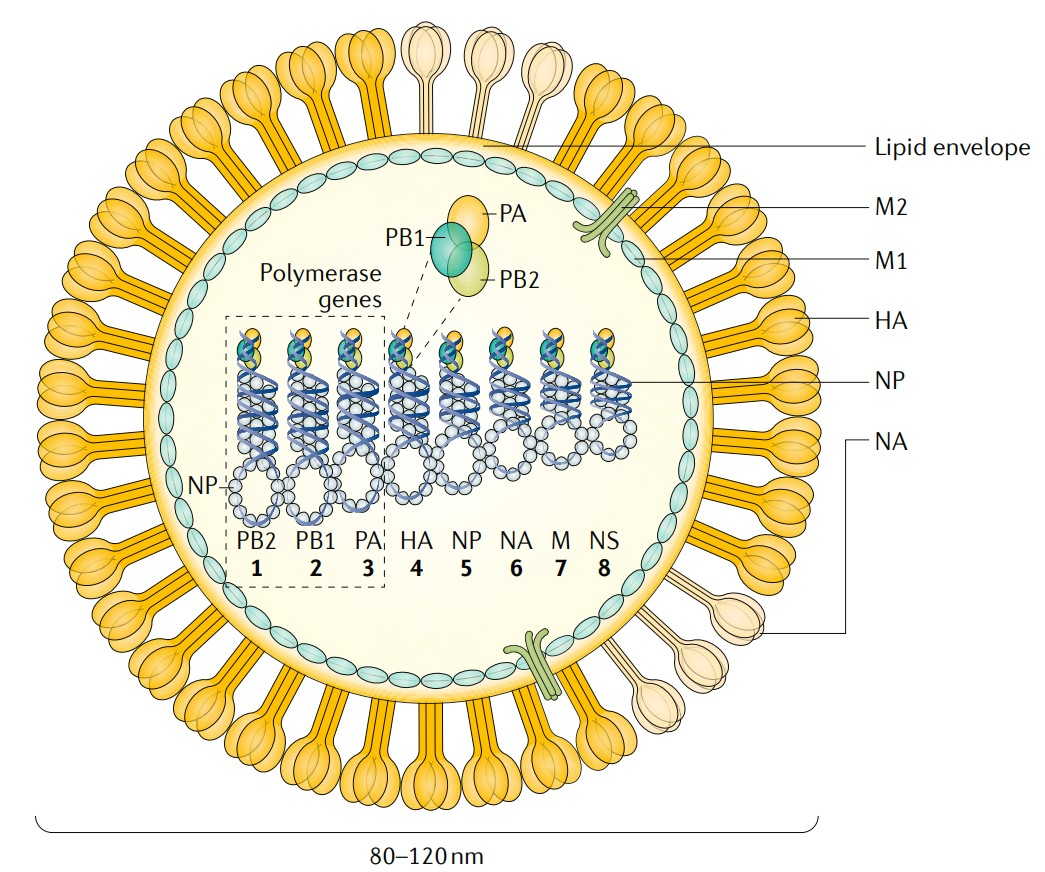 Lipid envelope
M2
PA
M1
PB1
PB2
Polymerase
genes
HA
NP
NA
NP
PB2 PB1 PA HA NP NA M NS
1 2 3 4 5 6 7 8
80–120 nm